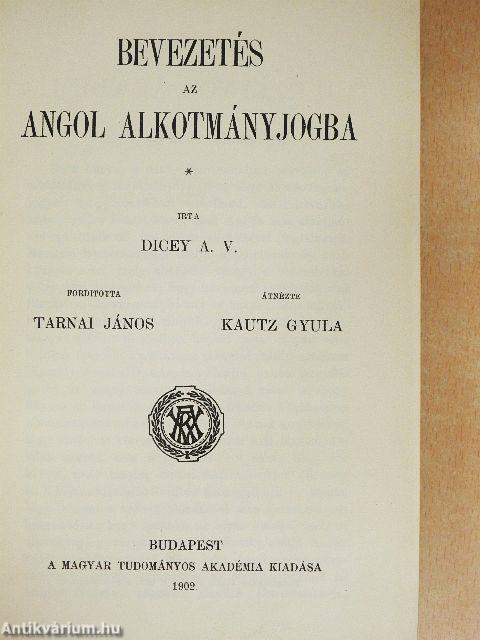 BEVEZETÉS
AZ
ANGOL ALKOTMÁNYJOGBA
*
IRTA
DICEY A. V.
FORDITOTTA
ÁTNÉZTE
TARNAI JÁNOS
KAUTZ GYULA
BUDAPEST
A MAGYAR TUDOMÁNYOS AKADÉMIA KIADÁSA
1902.
Antikvárium.hu